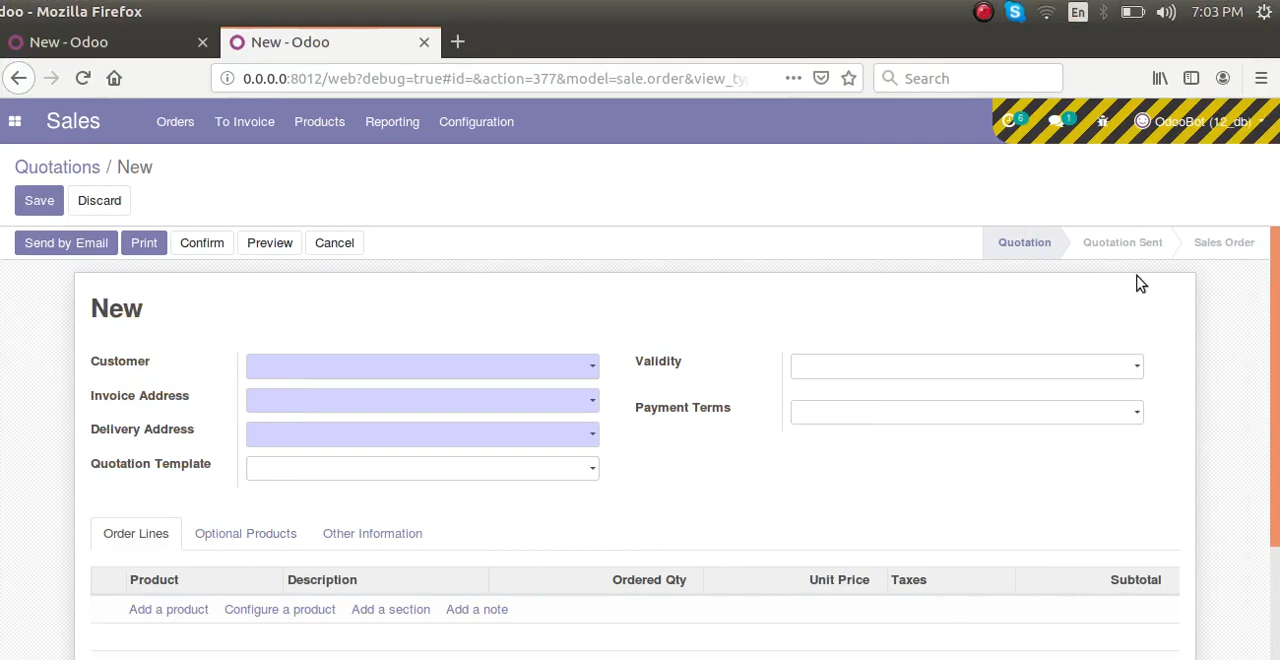 doo - Mozilla Firefox
En
7:03 PM
New - Odoo
New - Odoo
0.0.0.0:8012/web?debug=true#id=&action=377&model=sale.order&view_ty
Search
Sales
Orders
To Invoice
Products
Reporting
Configuration
6
1
OdooBot (12_db)
Quotations / New
Save
Discard
Send by Email
Print
Confirm
Preview
Cancel
Quotation
Quotation Sent
Sales Order
New
Customer
Validity
Invoice Address
Payment Terms
Delivery Address
Quotation Template
Order Lines
Optional Products
Other Information
Product
Description
Ordered Qty
Unit Price
Taxes
Subtotal
Add a product
Configure a product
Add a section
Add a note